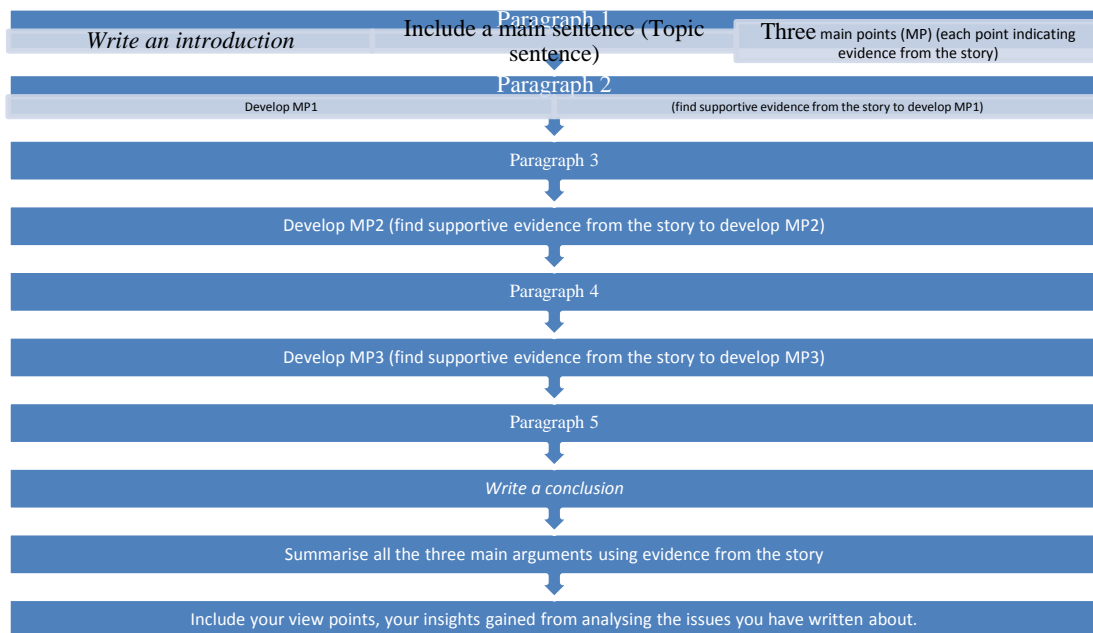 Paragraph 1
Write an introduction
Include a main sentence (Topic
sentence)
Three main points (MP) (each point indicating
evidence from the story)
Paragraph 2
Develop MP1
(find supportive evidence from the story to develop MP1)
Paragraph 3
Develop MP2 (find supportive evidence from the story to develop MP2)
Paragraph 4
Develop MP3 (find supportive evidence from the story to develop MP3)
Paragraph 5
Write a conclusion
Summarise all the three main arguments using evidence from the story
Include your view points, your insights gained from analysing the issues you have written about.